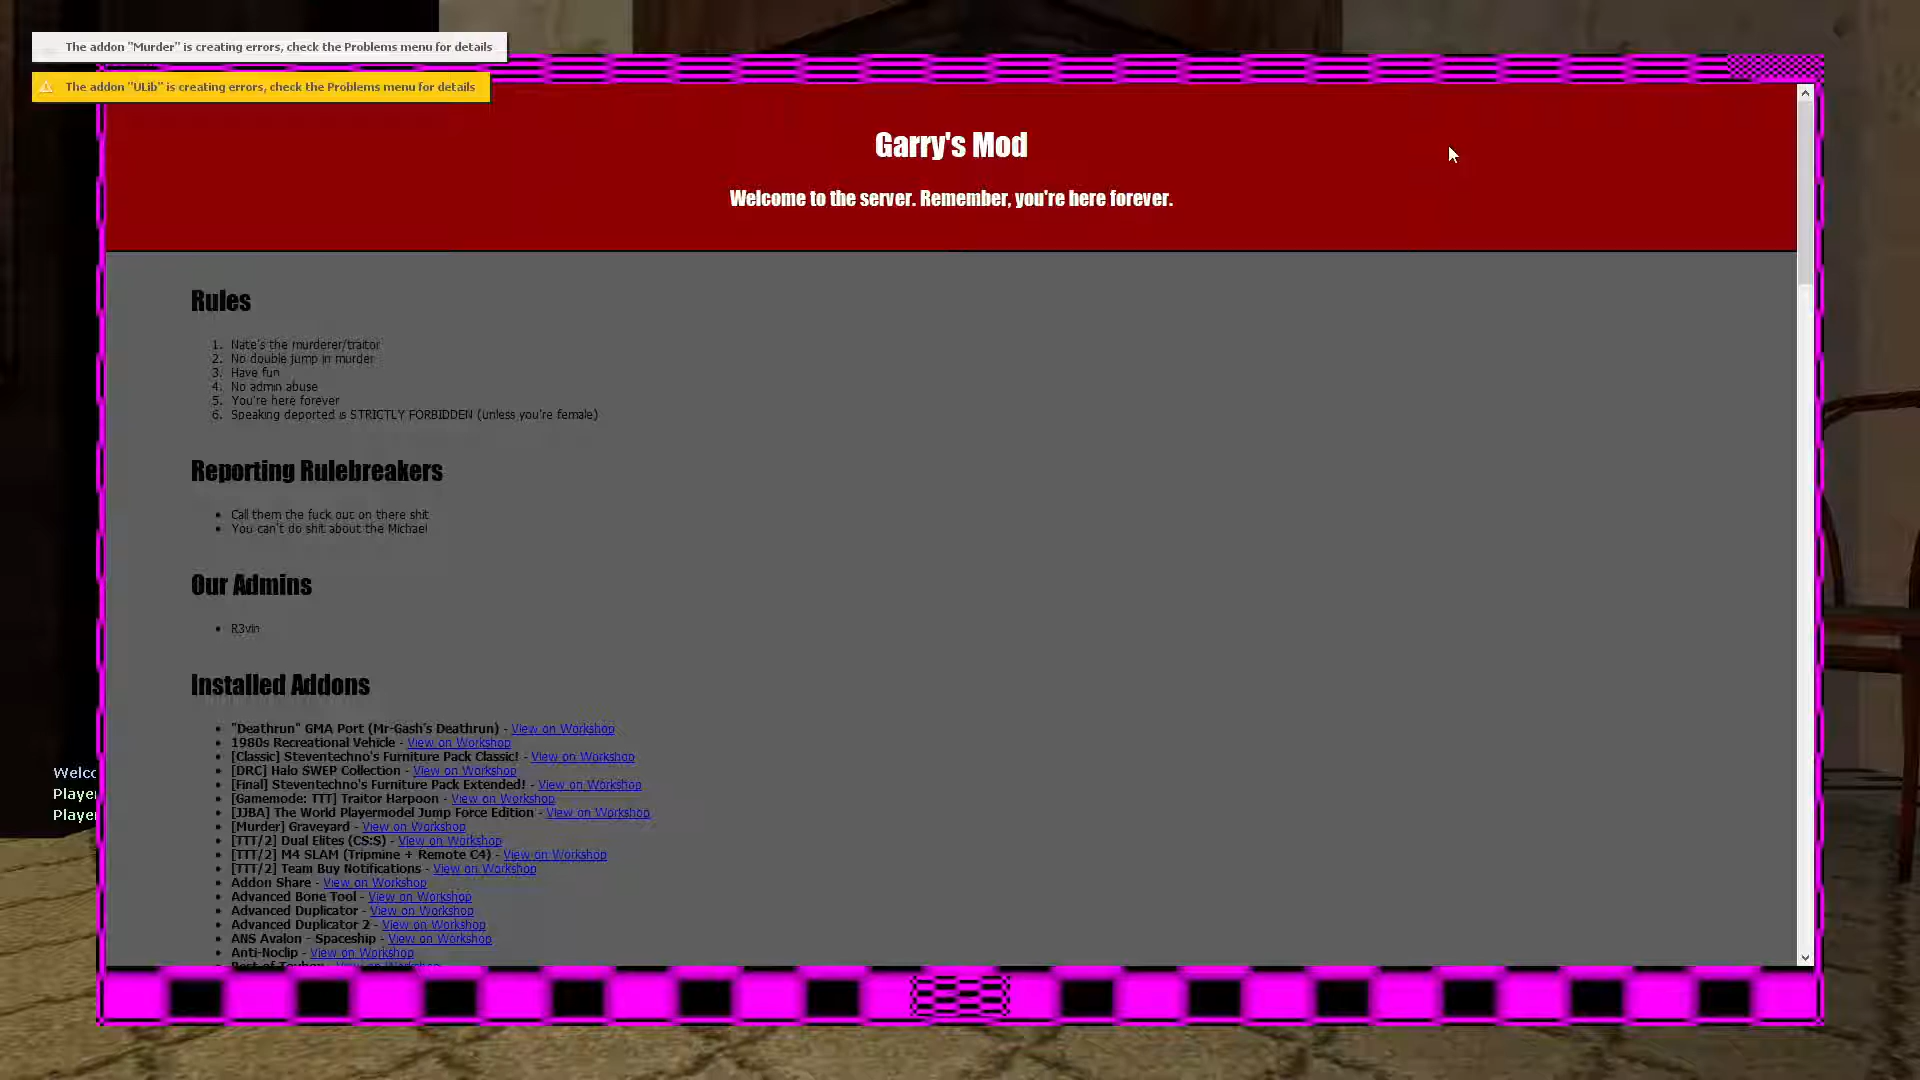 The addon "Murder" is creating errors, check the Problems menu for details
The addon "ULib" is creating errors, check the Problems menu for details
Garry's Mod
Welcome to the server. Remember, you're here forever.
Rules
1. Nate's the murderer/traitor
2. No double jump in murder
3. Have fun
4. No admin abuse
5. You're here forever
6. Speaking deported is STRICTLY FORBIDDEN (unless you're female)
Reporting Rulebreakers
• Call them the fuck out on there shit
• You can't do shit about the Michael
Our Admins
• R3vin
Installed Addons
• "Deathrun" GMA Port (Mr-Gash's Deathrun) - View on Workshop
• 1980s Recreational Vehicle - View on Workshop
• [Classic] Steventechno's Furniture Pack Classic! - View on Workshop
• [DRC] Halo SWEP Collection - View on Workshop
• [Final] Steventechno's Furniture Pack Extended! - View on Workshop
• [Gamemode: TTT] Traitor Harpoon - View on Workshop
• [JJBA] The World Playermodel Jump Force Edition - View on Workshop
• [Murder] Graveyard - View on Workshop
• [TTT/2] Dual Elites (CS:S) - View on Workshop
• [TTT/2] M4 SLAM (Tripmine + Remote C4) - View on Workshop
• [TTT/2] Team Buy Notifications - View on Workshop
• Addon Share - View on Workshop
• Advanced Bone Tool - View on Workshop
• Advanced Duplicator - View on Workshop
• Advanced Duplicator 2 - View on Workshop
• ANS Avalon - Spaceship - View on Workshop
• Anti-Noclip - View on Workshop
Welc
Playe
Playe